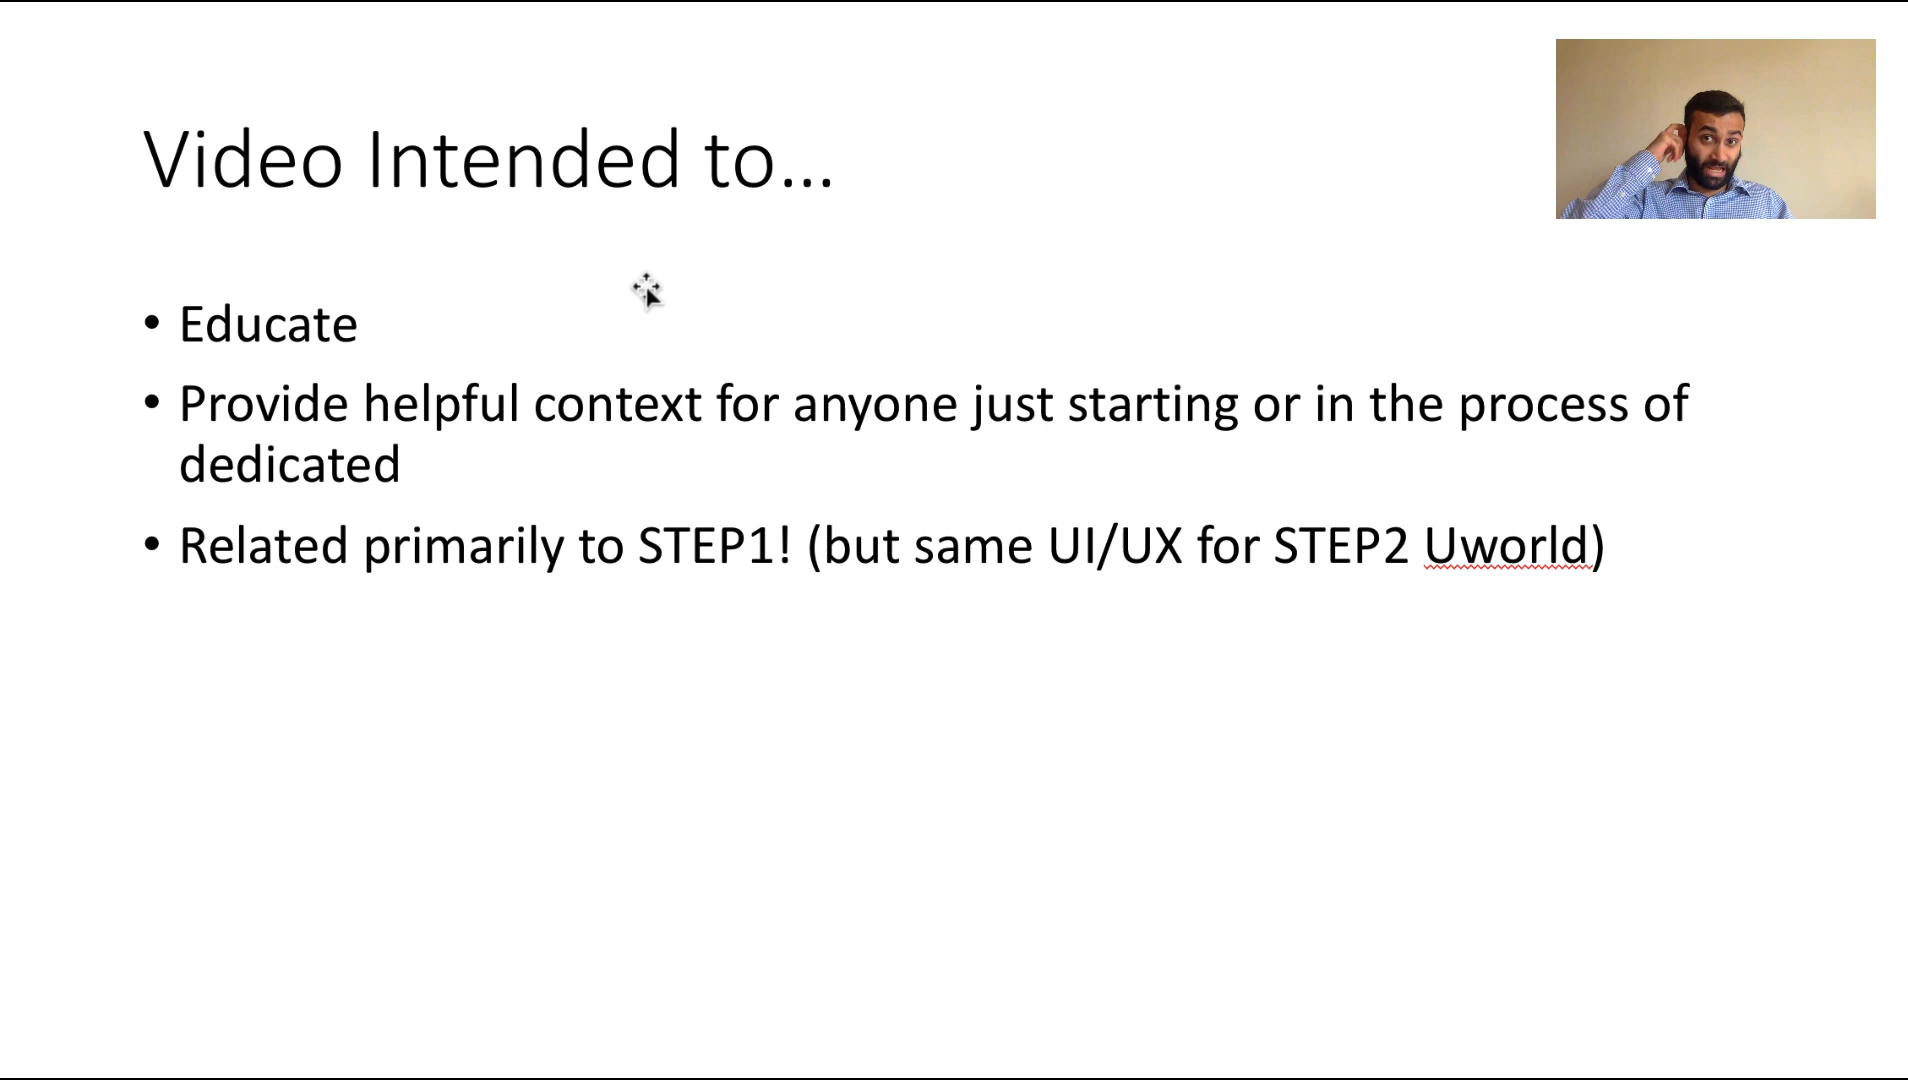 Video Intended to...
• Educate
• Provide helpful context for anyone just starting or in the process of
dedicated
• Related primarily to STEP1! (but same UI/UX for STEP2 Uworld)